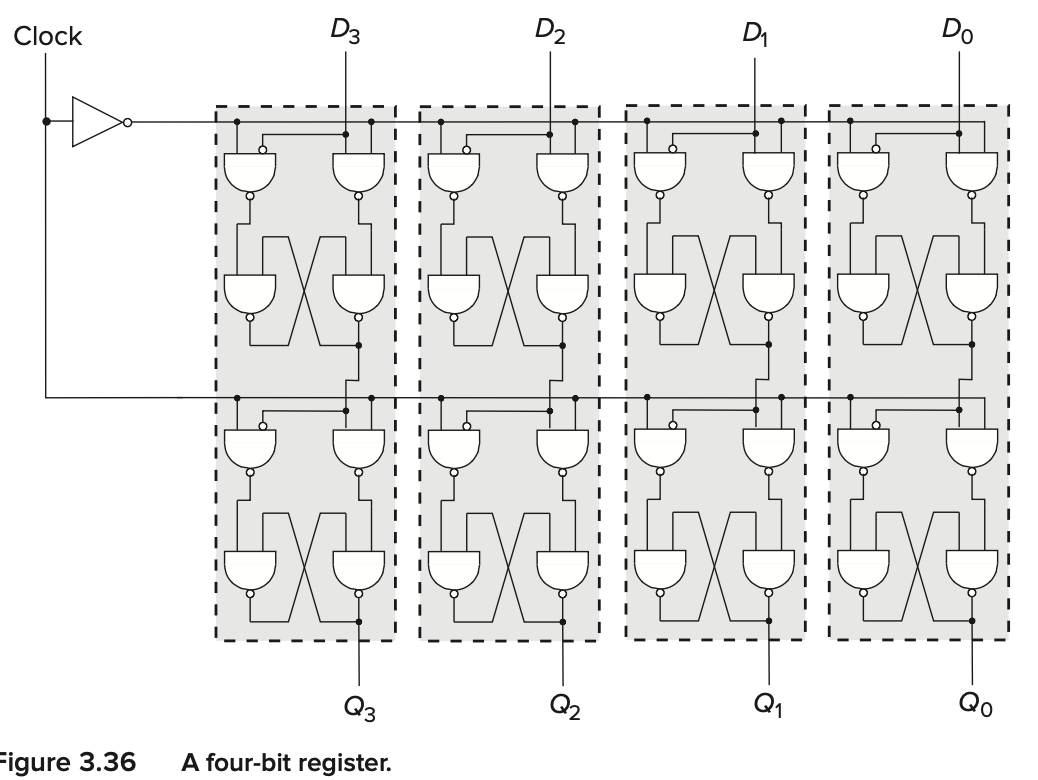 Clock D₃ D₂ D₁ D₀
Q₃ Q₂ Q₁ Q₀
Figure 3.36 A four-bit register.